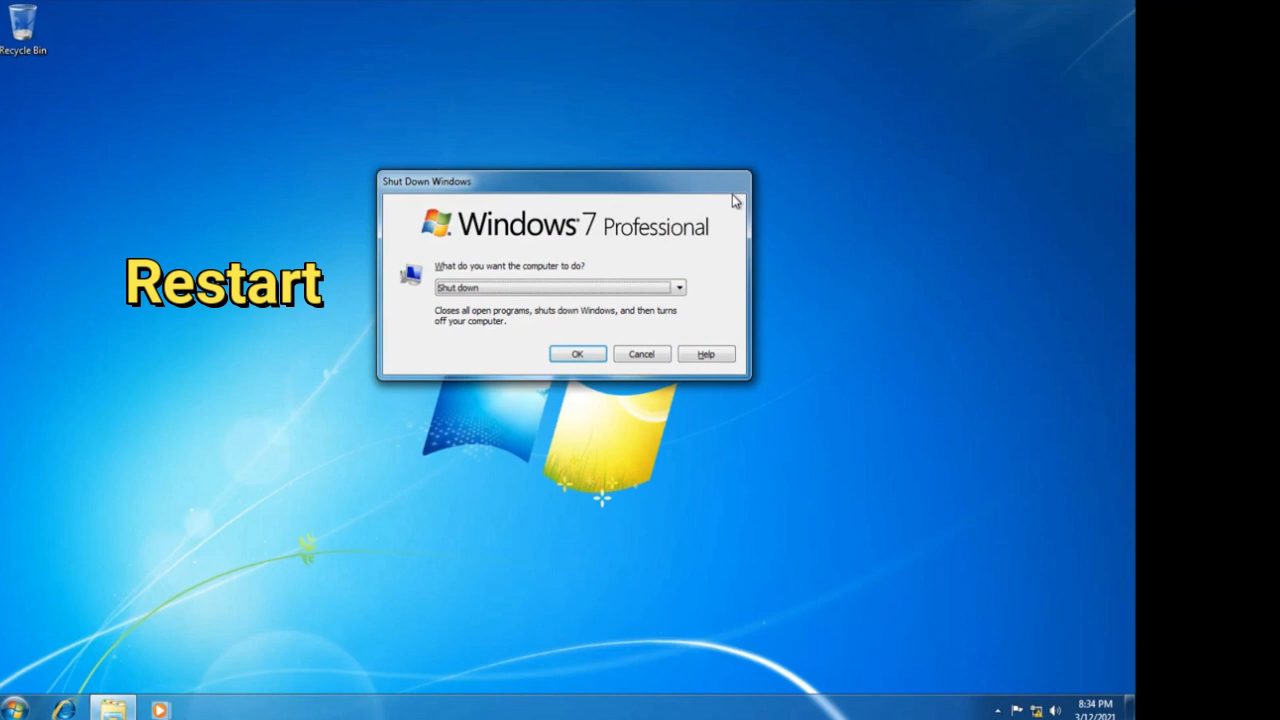 Recycle Bin
Shut Down Windows
Windows 7 Professional
What do you want the computer to do?
Restart
Shut down
Closes all open programs, shuts down Windows, and then turns
off your computer.
OK
Cancel
Help
8:34 PM
3/12/2021